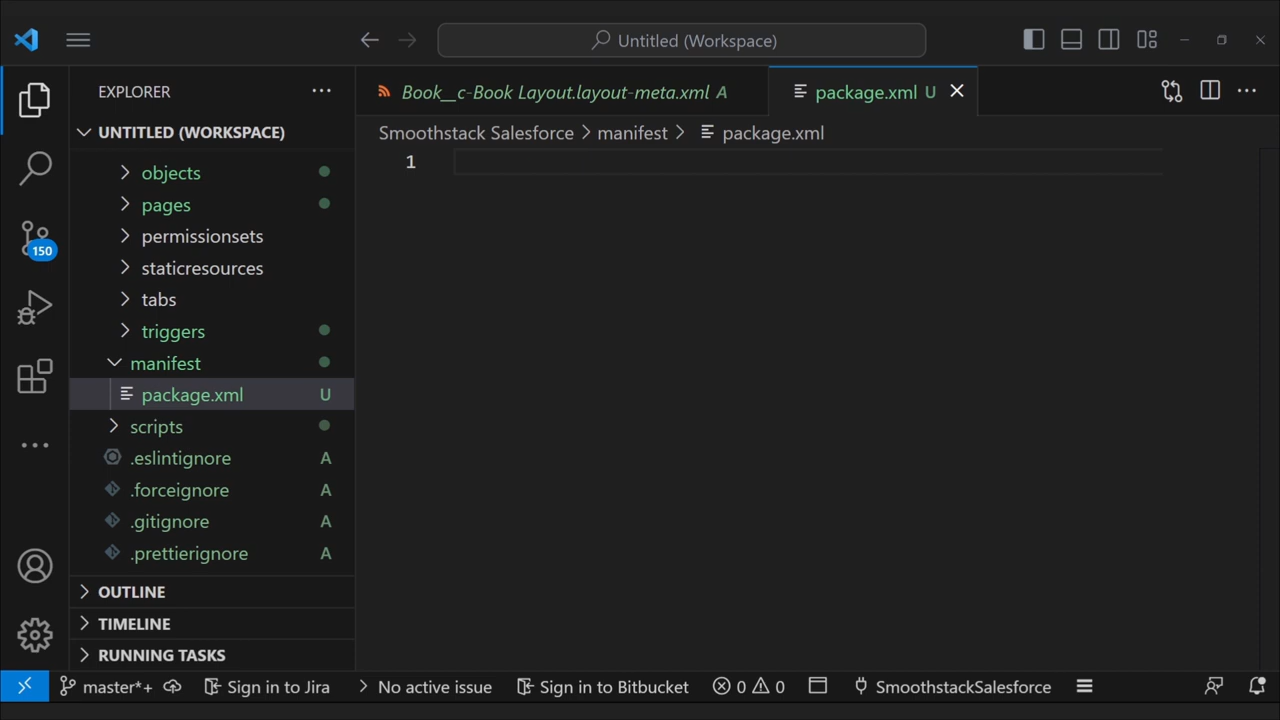 Untitled (Workspace)
EXPLORER
Book__c-Book Layout.layout-meta.xml A
package.xml U
UNTITLED (WORKSPACE)
Smoothstack Salesforce > manifest > package.xml
1
objects
pages
permissionsets
staticresources
tabs
triggers
manifest
package.xml U
scripts
.eslintignore A
.forceignore A
.gitignore A
.prettierignore A
150
OUTLINE
TIMELINE
RUNNING TASKS
master*+ Sign in to Jira No active issue Sign in to Bitbucket 0 0 SmoothstackSalesforce